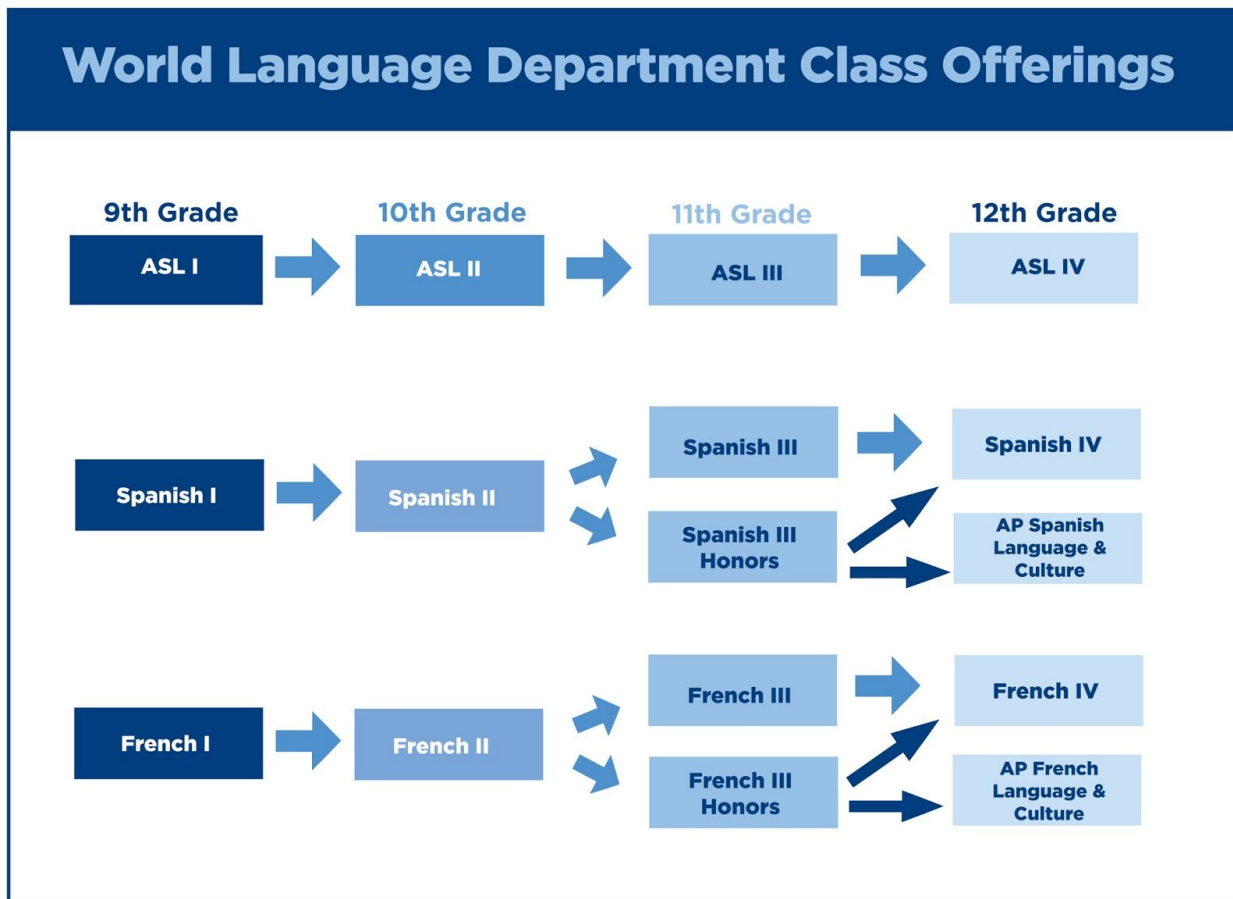 World Language Department Class Offerings
9th Grade
10th Grade
11th Grade
12th Grade
ASL I
ASL II
ASL III
ASL IV
Spanish I
Spanish II
Spanish III
Spanish IV
Spanish III
Honors
AP Spanish
Language &
Culture
French I
French II
French III
French IV
French III
Honors
AP French
Language &
Culture